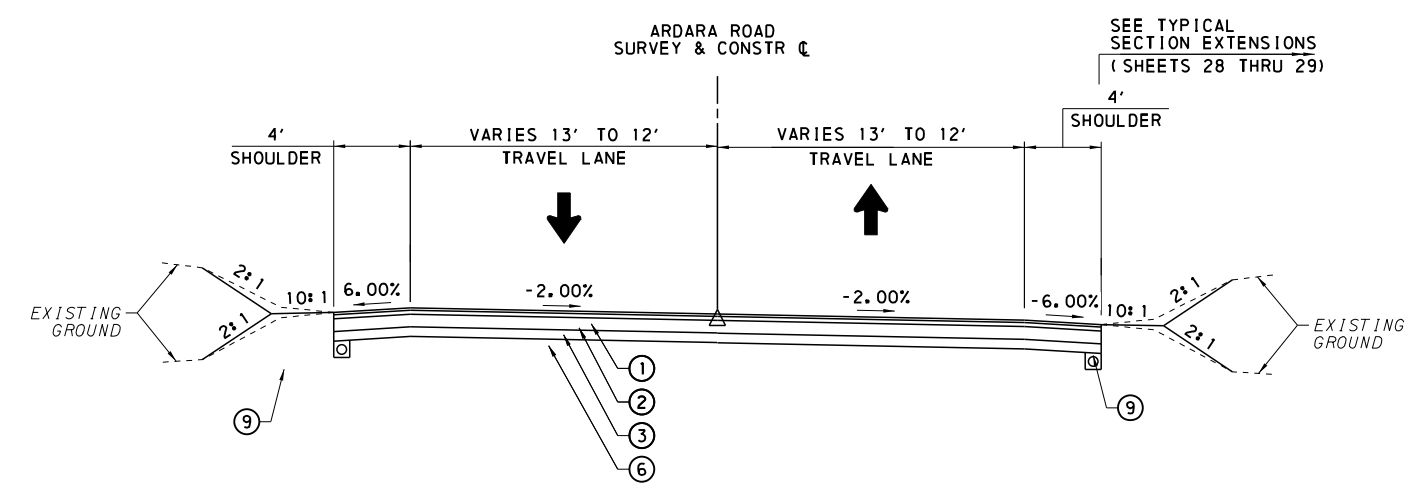 ARDARA ROAD
SURVEY & CONSTR ℄
SEE TYPICAL
SECTION EXTENSIONS
(SHEETS 28 THRU 29)
4'
SHOULDER
VARIES 13' TO 12'
TRAVEL LANE
VARIES 13' TO 12'
TRAVEL LANE
4'
SHOULDER
2:1
10:1
6.00%
-2.00%
-2.00%
-6.00%
10:1
2:1
EXISTING
GROUND
2:1
2:1
EXISTING
GROUND
1
2
3
6
9
9